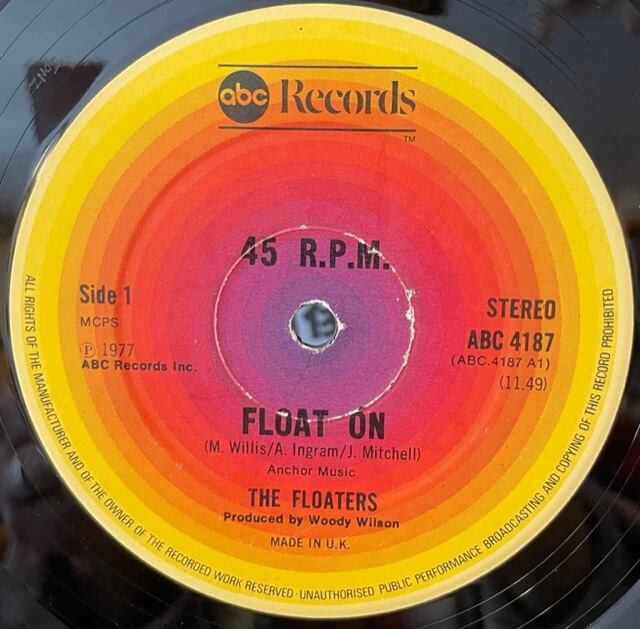 abc Records
TM
45 R.P.M.
Side 1
MCPS
Ⓟ 1977
ABC Records Inc.
STEREO
ABC 4187
(ABC.4187 A1)
(11.49)
FLOAT ON
(M. Willis/A. Ingram/J. Mitchell)
Anchor Music
THE FLOATERS
Produced by Woody Wilson
MADE IN U.K.
ALL RIGHTS OF THE MANUFACTURER AND OF THE OWNER OF THE RECORDED WORK RESERVED · UNAUTHORISED PUBLIC PERFORMANCE BROADCASTING AND COPYING OF THIS RECORD PROHIBITED